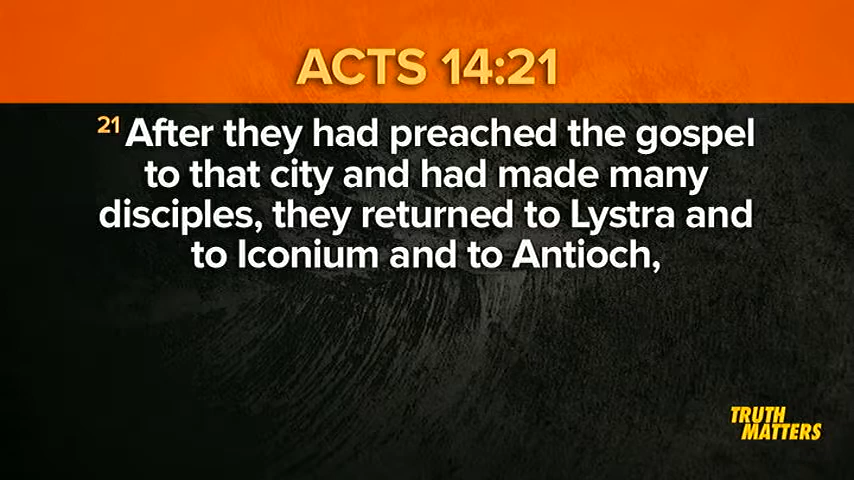 ACTS 14:21
21 After they had preached the gospel
to that city and had made many
disciples, they returned to Lystra and
to Iconium and to Antioch,
TRUTH
MATTERS